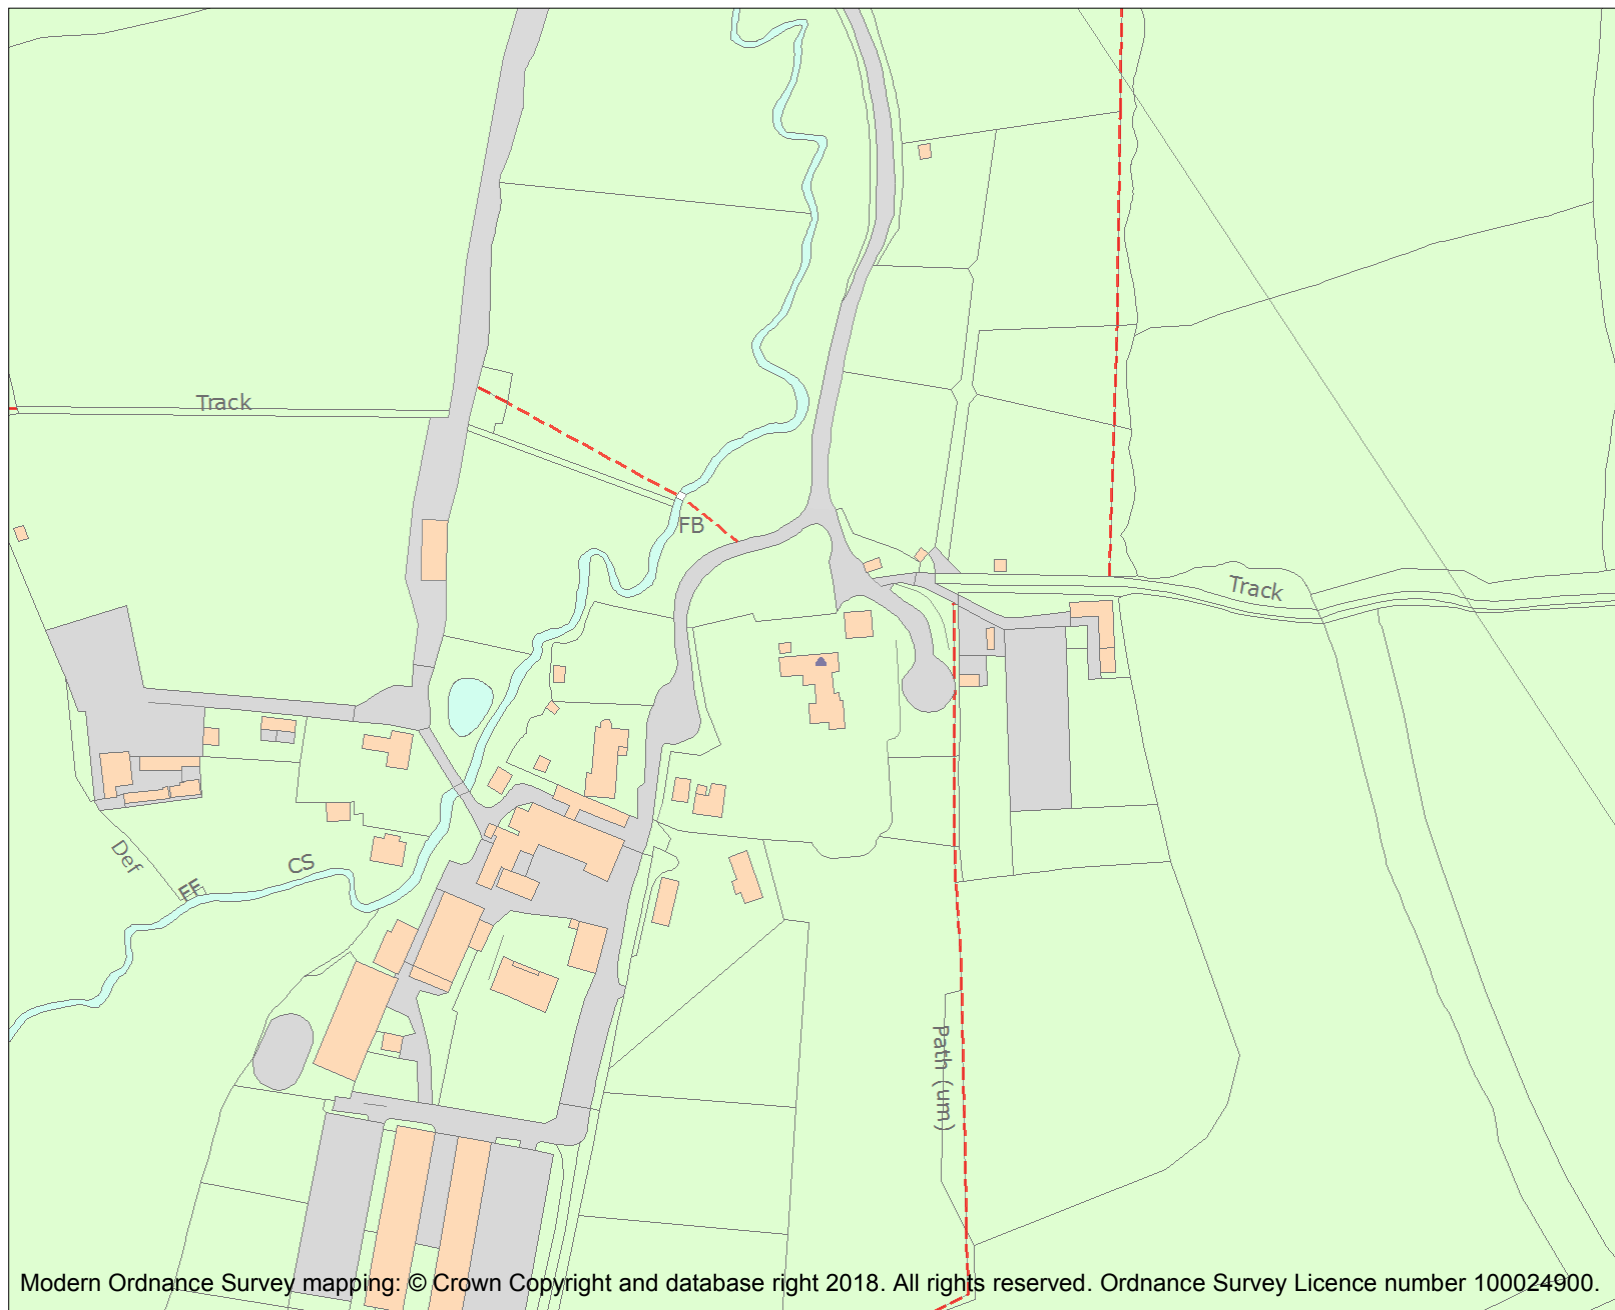 Track
FB
Track
Def
FF
CS
Path (um)
Modern Ordnance Survey mapping: © Crown Copyright and database right 2018. All rights reserved. Ordnance Survey Licence number 100024900.